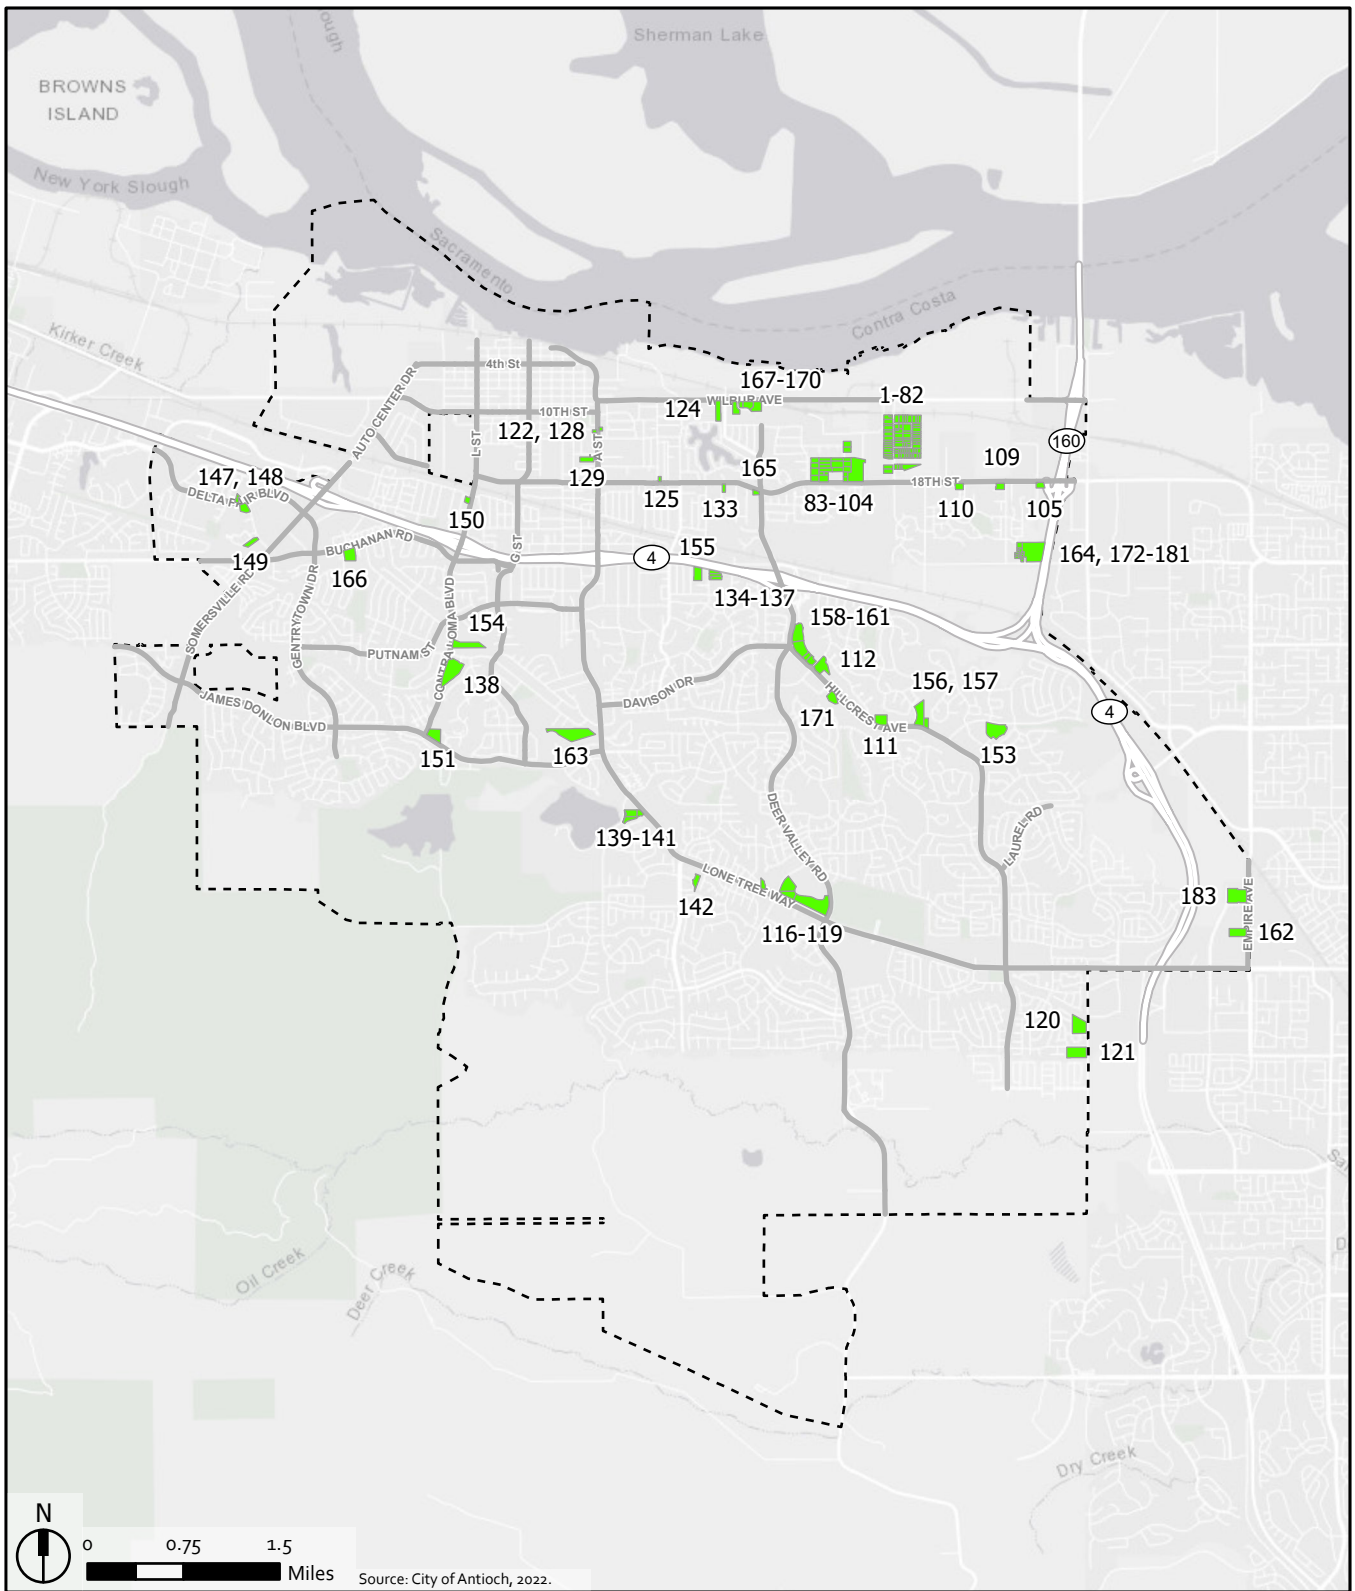 Sherman Lake
BROWNS
ISLAND
ough
New York Slough
Sacramento
Contra Costa
Kirker Creek
4th St
167-170
1-82
WILBUR AVE
124
10TH ST
122, 128
AUTO CENTER DR
L ST
A ST
160
109
165
147, 148
129
DELTA FAIR BLVD
18TH ST
125
133
83-104
110
105
150
BUCHANAN RD
G ST
155
4
149
166
164, 172-181
134-137
SOMERSVILLE RD
GENTRYTOWN DR
CONTRA LOMA BLVD
154
158-161
PUTNAM ST
112
138
DAVISON DR
156, 157
HILLCREST AVE
171
JAMES DONLON BLVD
4
111
153
151
163
DEER VALLEY RD
LAUREL RD
139-141
LONE TREE WAY
183
142
EMPIRE AVE
116-119
162
120
121
Sa
D
Oil Creek
Deer Creek
Dry Creek
N
0 0.75 1.5
Miles
Source: City of Antioch, 2022.